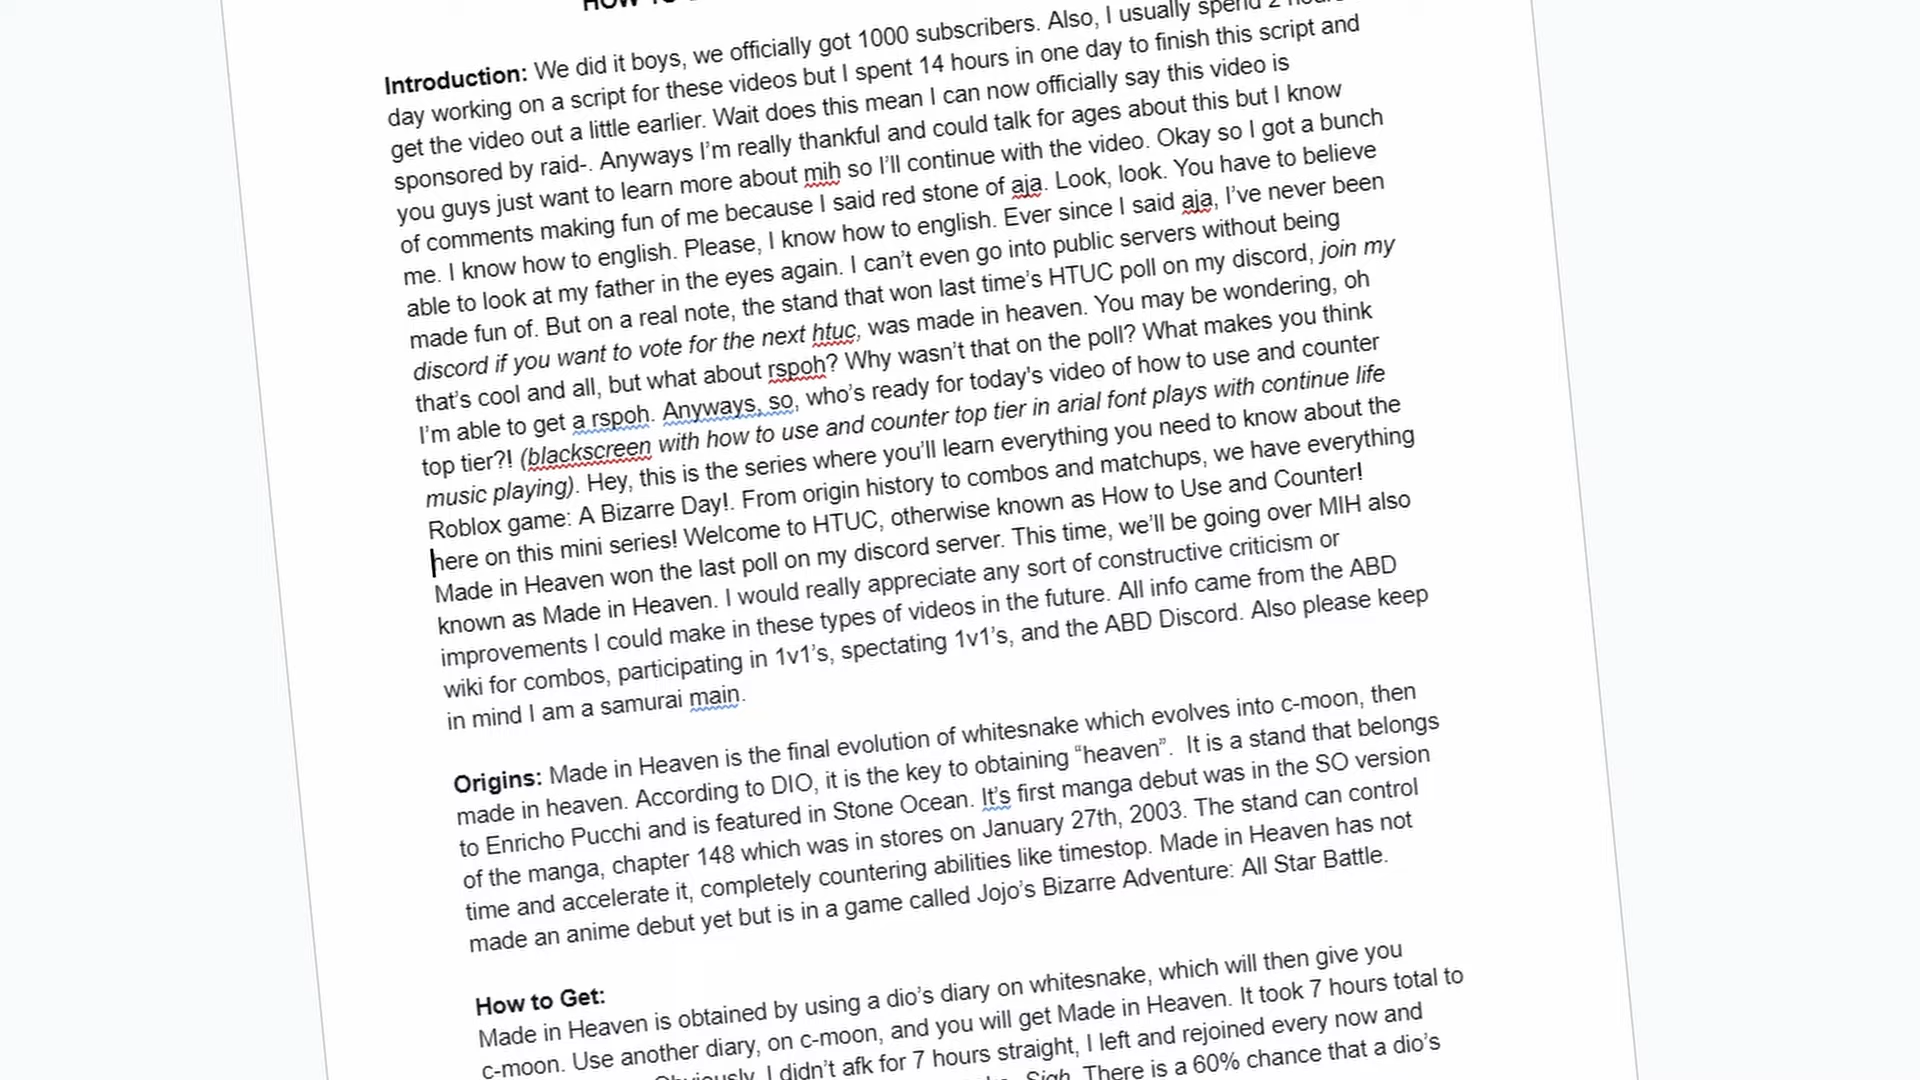 HOW TO
Introduction: We did it boys, we officially got 1000 subscribers. Also, I usually spend 2 hours
day working on a script for these videos but I spent 14 hours in one day to finish this script and
get the video out a little earlier. Wait does this mean I can now officially say this video is
sponsored by raid-. Anyways I’m really thankful and could talk for ages about this but I know
you guys just want to learn more about mih so I’ll continue with the video. Okay so I got a bunch
of comments making fun of me because I said red stone of aja. Look, look. You have to believe
me. I know how to english. Please, I know how to english. Ever since I said aja, I’ve never been
able to look at my father in the eyes again. I can’t even go into public servers without being
made fun of. But on a real note, the stand that won last time’s HTUC poll on my discord, join my
discord if you want to vote for the next htuc, was made in heaven. You may be wondering, oh
that’s cool and all, but what about rspoh? Why wasn’t that on the poll? What makes you think
I’m able to get a rspoh. Anyways, so, who’s ready for today's video of how to use and counter
top tier?! (blackscreen with how to use and counter top tier in arial font plays with continue life
music playing). Hey, this is the series where you’ll learn everything you need to know about the
Roblox game: A Bizarre Day!. From origin history to combos and matchups, we have everything
here on this mini series! Welcome to HTUC, otherwise known as How to Use and Counter!
Made in Heaven won the last poll on my discord server. This time, we’ll be going over MIH also
known as Made in Heaven. I would really appreciate any sort of constructive criticism or
improvements I could make in these types of videos in the future. All info came from the ABD
wiki for combos, participating in 1v1’s, spectating 1v1’s, and the ABD Discord. Also please keep
in mind I am a samurai main.
Origins: Made in Heaven is the final evolution of whitesnake which evolves into c-moon, then
made in heaven. According to DIO, it is the key to obtaining “heaven”.  It is a stand that belongs
to Enricho Pucchi and is featured in Stone Ocean. It’s first manga debut was in the SO version
of the manga, chapter 148 which was in stores on January 27th, 2003. The stand can control
time and accelerate it, completely countering abilities like timestop. Made in Heaven has not
made an anime debut yet but is in a game called Jojo’s Bizarre Adventure: All Star Battle.
How to Get:
Made in Heaven is obtained by using a dio’s diary on whitesnake, which will then give you
c-moon. Use another diary, on c-moon, and you will get Made in Heaven. It took 7 hours total to
Obviously, I didn’t afk for 7 hours straight, I left and rejoined every now and
Sigh. There is a 60% chance that a dio’s